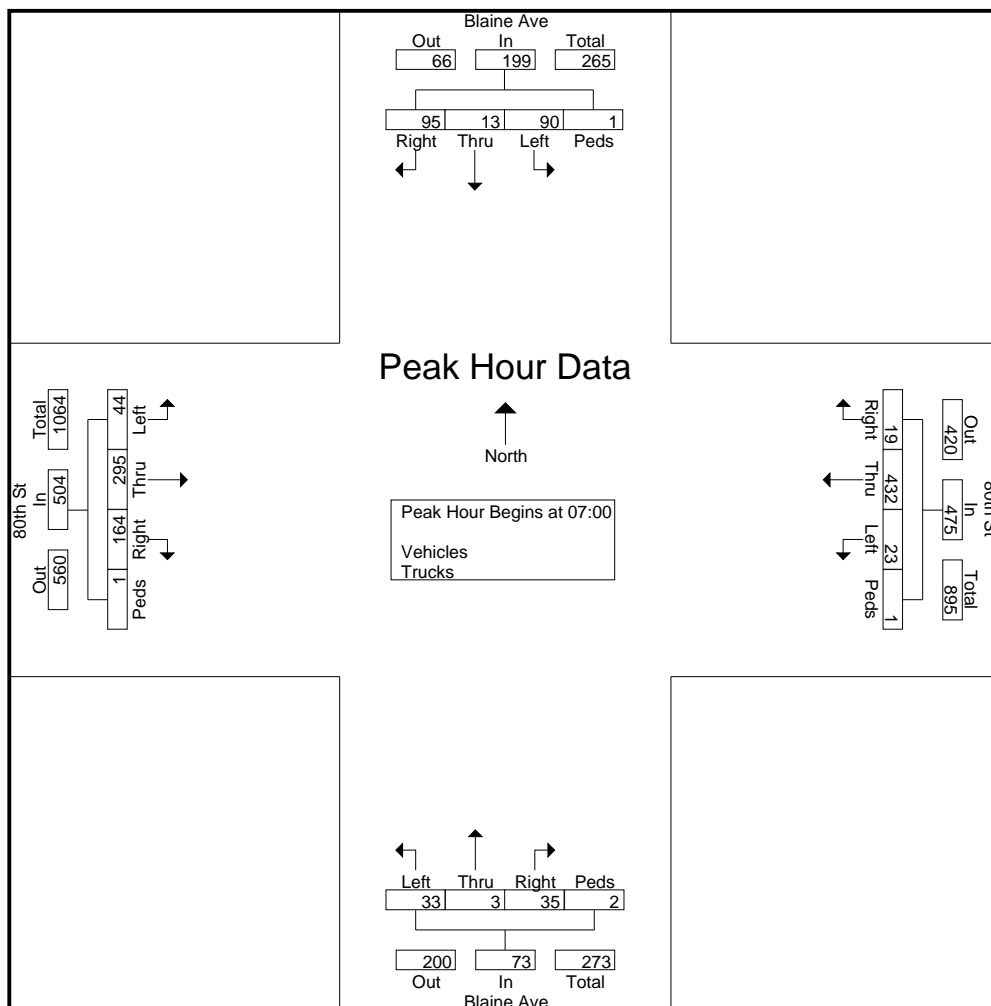 Blaine Ave
Out In Total
66 199 265
95 13 90 1
Right Thru Left Peds
Peak Hour Data
North
Peak Hour Begins at 07:00
Vehicles
Trucks
80th St
Total In Out
1064 504 560
44 295 164 1
Left Thru Right Peds
Right Thru Left Peds
19 432 23 1
Out In Total
420 475 895
80th St
Left Thru Right Peds
33 3 35 2
200 73 273
Out In Total
Blaine Ave